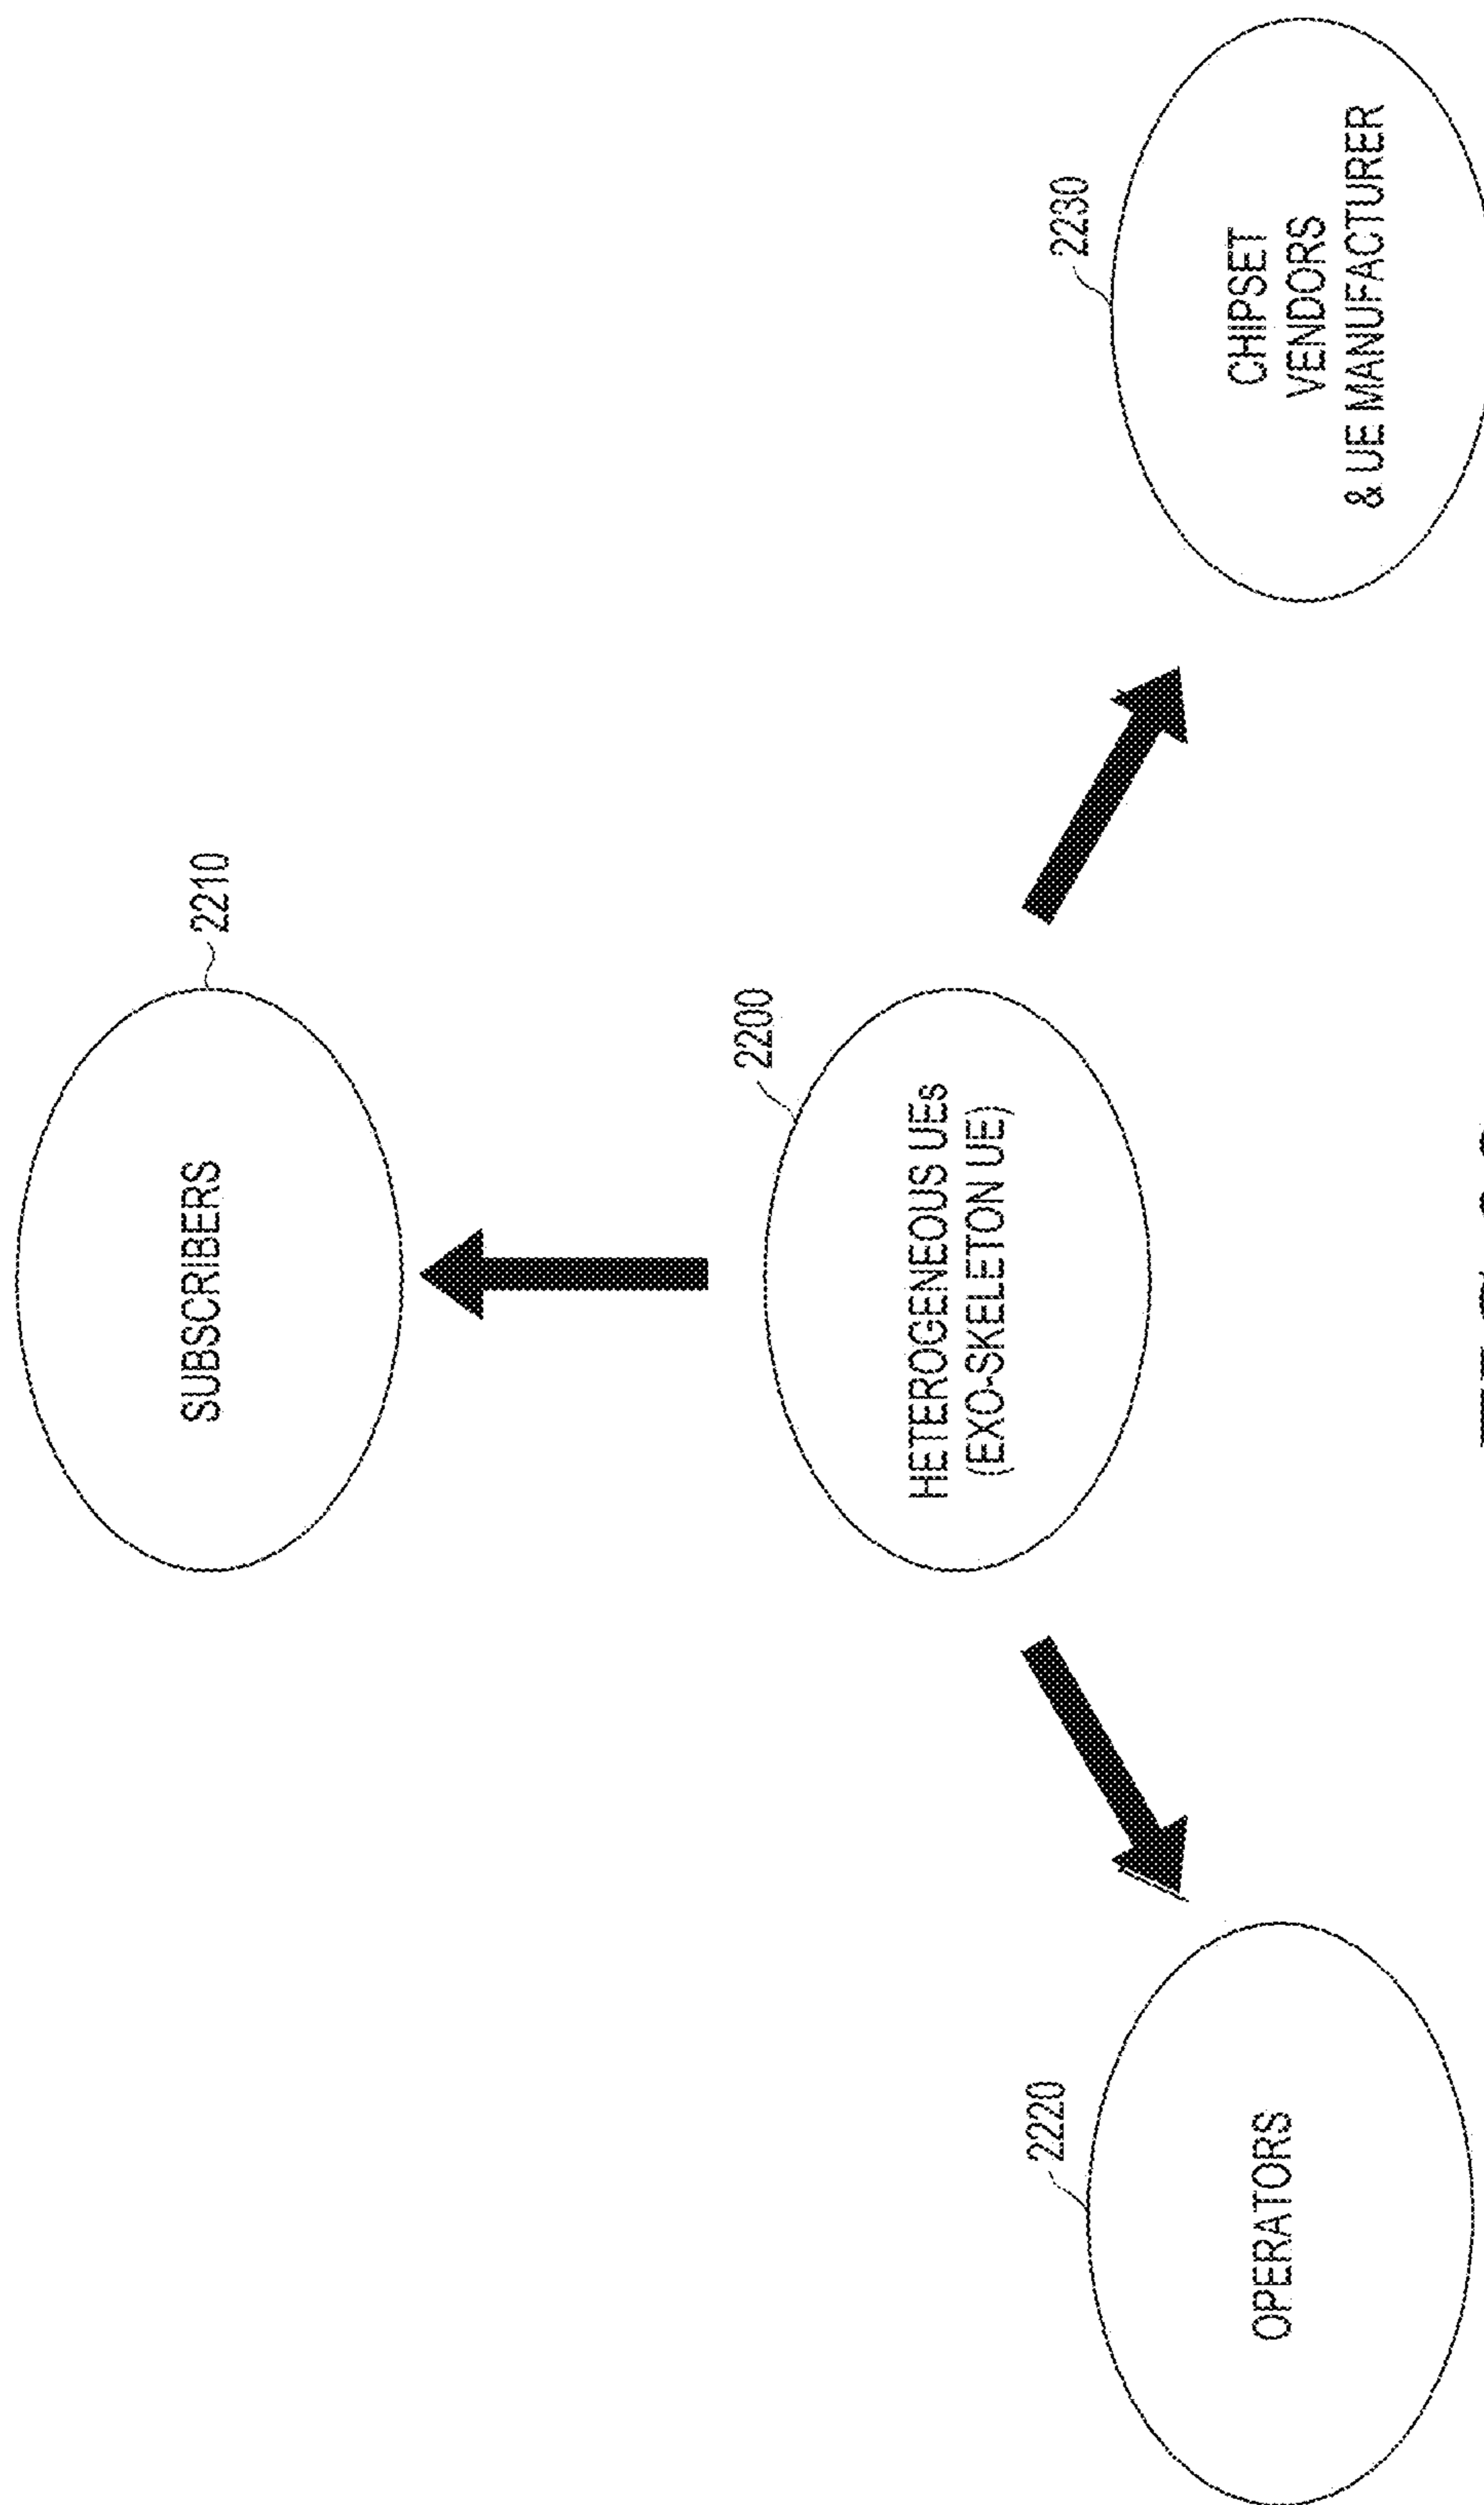 2210
SUBSCRIBERS
2200
HETEROGENEOUS UEs
(EXO-SKELETON UE)
2220
OPERATORS
2230
CHIPSET
VENDORS
& UE MANUFACTURER